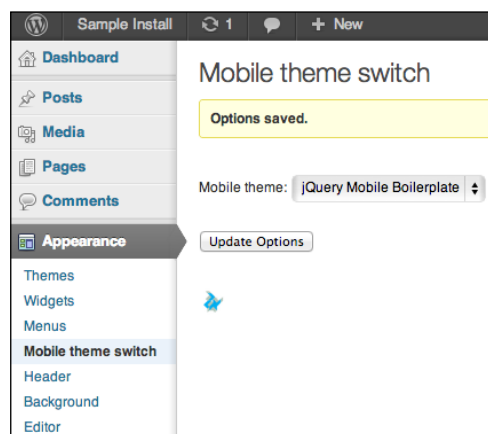 Sample Install 1 + New
Dashboard
Posts
Media
Pages
Comments
Appearance
Themes
Widgets
Menus
Mobile theme switch
Header
Background
Editor
Mobile theme switch
Options saved.
Mobile theme: jQuery Mobile Boilerplate
Update Options